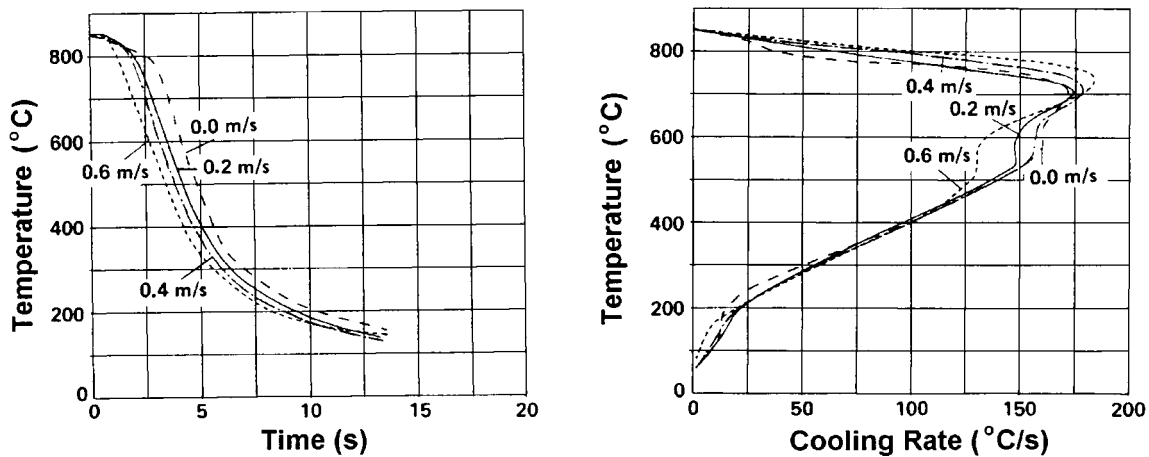 800
600
400
200
0
Temperature (°C)
0.0 m/s
0.2 m/s
0.6 m/s
0.4 m/s
0 5 10 15 20
Time (s)
800
600
400
200
0
Temperature (°C)
0.4 m/s
0.2 m/s
0.6 m/s
0.0 m/s
0 50 100 150 200
Cooling Rate (°C/s)